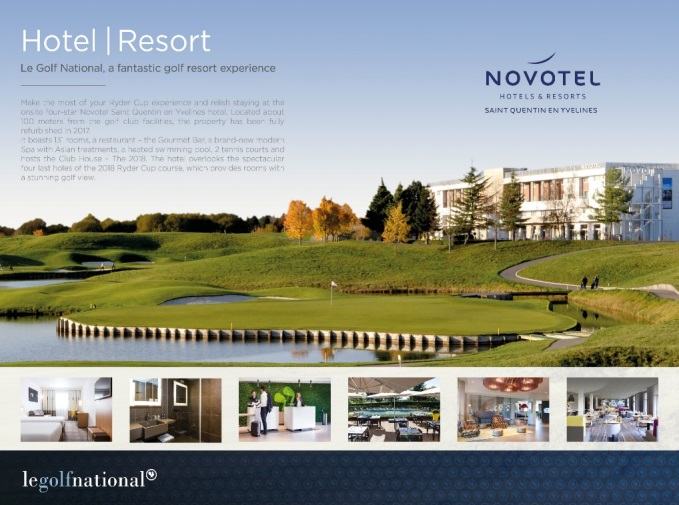 Hotel | Resort
Le Golf National, a fantastic golf resort experience
NOVOTEL
HOTELS & RESORTS
SAINT QUENTIN EN YVELINES
Make the most of your Ryder Cup experience and relish staying at the
onsite four-star Novotel Saint Quentin en Yvelines hotel. Located about
100 meters from the golf club facilities, the property has been fully
refurbished in 2017.
It boasts rooms, a restaurant – the Gourmet Bar, a brand-new modern
Spa with Asian treatments, a heated swimming pool, 2 tennis courts and
hosts the Club House – The 2018. The hotel overlooks the spectacular
four last holes of the 2018 Ryder Cup course, which provides rooms with
a stunning golf view.
legolfnational